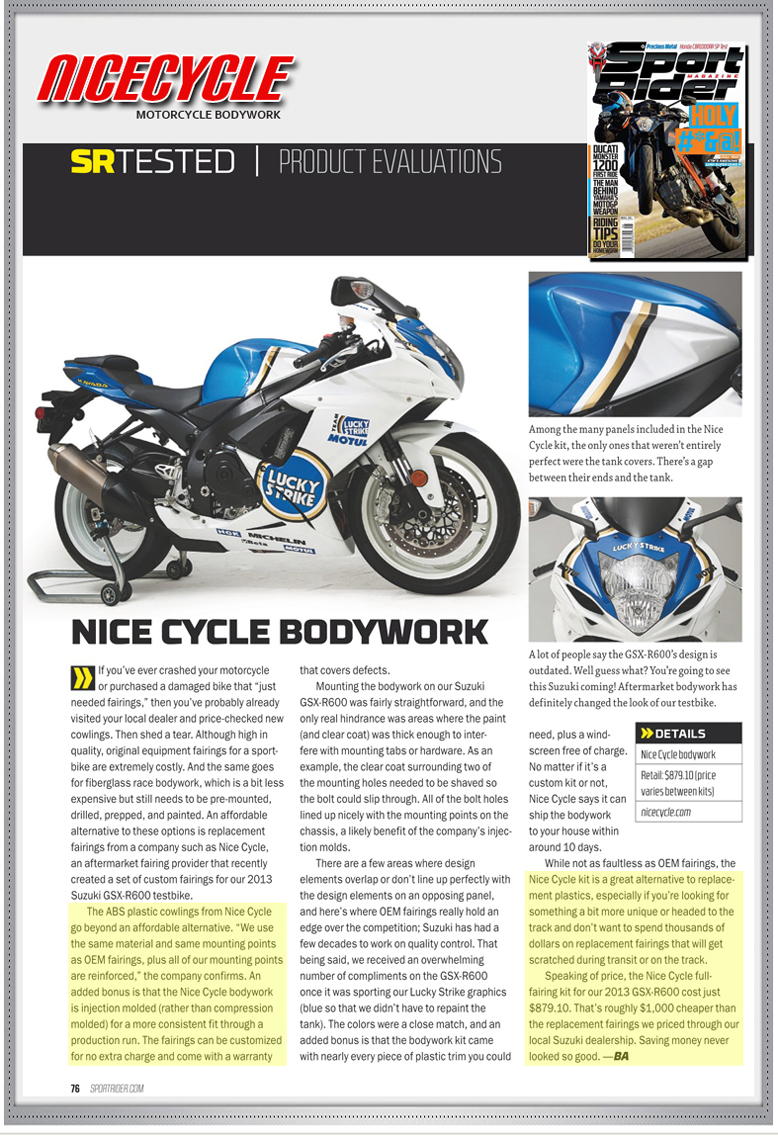 NICECYCLE
MOTORCYCLE BODYWORK
Precious Metal Honda CBR1000RR SP Test
Sport
MAGAZINE
Rider
HOLY
#*&@!
DUCATI
MONSTER
1200
FIRST RIDE
THE MAN
BEHIND
YAMAHA'S
MOTOGP
WEAPON
RIDING
TIPS
DO YOUR
HOMEWORK
SRTESTED | PRODUCT EVALUATIONS
TEAM
LUCKY
STRIKE
MOTUL
LUCKY
STRIKE
NGK
MICHELIN
MOTUL
Among the many panels included in the Nice
Cycle kit, the only ones that weren't entirely
perfect were the tank covers. There's a gap
between their ends and the tank.
MOTUL
LUCKY STRIKE
A lot of people say the GSX-R600's design is
outdated. Well guess what? You're going to see
this Suzuki coming! Aftermarket bodywork has
definitely changed the look of our testbike.
NICE CYCLE BODYWORK
If you've ever crashed your motorcycle
or purchased a damaged bike that "just
needed fairings," then you've probably already
visited your local dealer and price-checked new
cowlings. Then shed a tear. Although high in
quality, original equipment fairings for a sport-
bike are extremely costly. And the same goes
for fiberglass race bodywork, which is a bit less
expensive but still needs to be pre-mounted,
drilled, prepped, and painted. An affordable
alternative to these options is replacement
fairings from a company such as Nice Cycle,
an aftermarket fairing provider that recently
created a set of custom fairings for our 2013
Suzuki GSX-R600 testbike.
The ABS plastic cowlings from Nice Cycle
go beyond an affordable alternative. "We use
the same material and same mounting points
as OEM fairings, plus all of our mounting points
are reinforced," the company confirms. An
added bonus is that the Nice Cycle bodywork
is injection molded (rather than compression
molded) for a more consistent fit through a
production run. The fairings can be customized
for no extra charge and come with a warranty
that covers defects.
Mounting the bodywork on our Suzuki
GSX-R600 was fairly straightforward, and the
only real hindrance was areas where the paint
(and clear coat) was thick enough to inter-
fere with mounting tabs or hardware. As an
example, the clear coat surrounding two of
the mounting holes needed to be shaved so
the bolt could slip through. All of the bolt holes
lined up nicely with the mounting points on the
chassis, a likely benefit of the company's injec-
tion molds.
There are a few areas where design
elements overlap or don't line up perfectly with
the design elements on an opposing panel,
and here's where OEM fairings really hold an
edge over the competition; Suzuki has had a
few decades to work on quality control. That
being said, we received an overwhelming
number of compliments on the GSX-R600
once it was sporting our Lucky Strike graphics
(blue so that we didn't have to repaint the
tank). The colors were a close match, and an
added bonus is that the bodywork kit came
with nearly every piece of plastic trim you could
need, plus a wind-
screen free of charge.
No matter if it's a
custom kit or not,
Nice Cycle says it can
ship the bodywork
to your house within
around 10 days.
While not as faultless as OEM fairings, the
Nice Cycle kit is a great alternative to replace-
ment plastics, especially if you're looking for
something a bit more unique or headed to the
track and don't want to spend thousands of
dollars on replacement fairings that will get
scratched during transit or on the track.
Speaking of price, the Nice Cycle full-
fairing kit for our 2013 GSX-R600 cost just
$879.10. That's roughly $1,000 cheaper than
the replacement fairings we priced through our
local Suzuki dealership. Saving money never
looked so good. —BA
DETAILS
Nice Cycle bodywork
Retail: $879.10 (price
varies between kits)
nicecycle.com
76 SPORTRIDER.COM